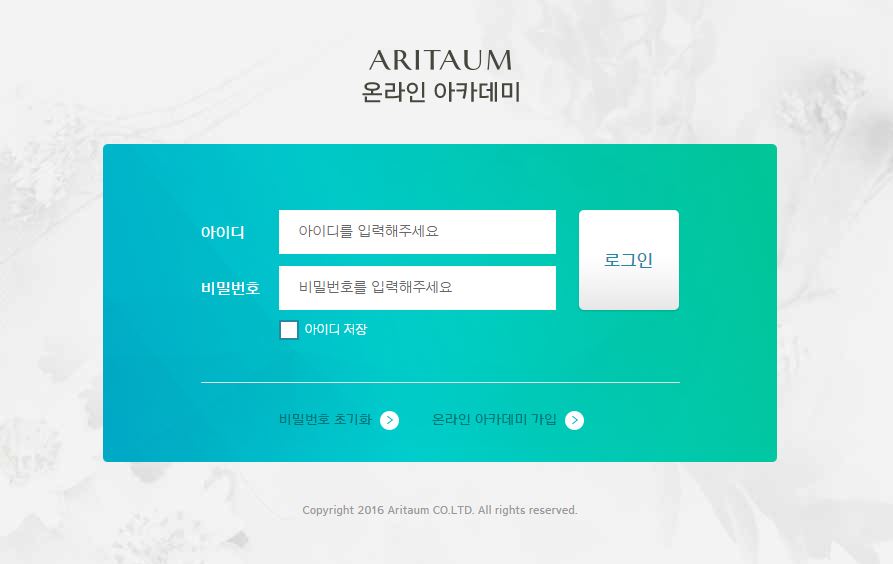 ARITAUM
온라인 아카데미
아이디 아이디를 입력해주세요
로그인
비밀번호 비밀번호를 입력해주세요
아이디 저장
비밀번호 초기화 온라인 아카데미 가입
Copyright 2016 Aritaum CO.LTD. All rights reserved.